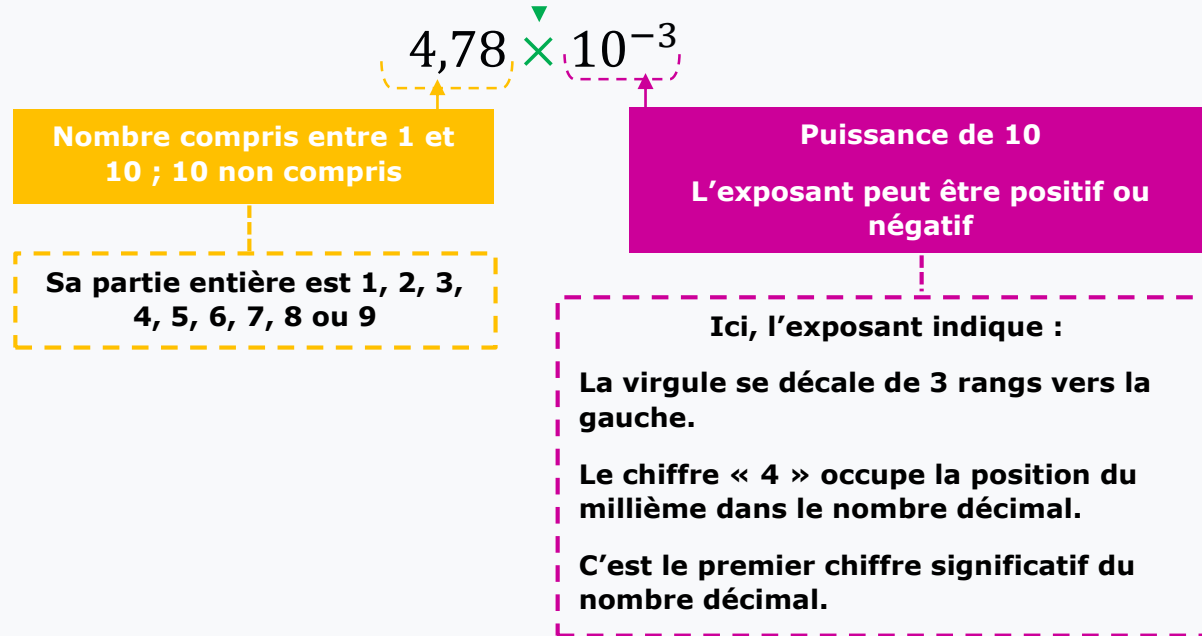 4,78 × 10⁻³
Nombre compris entre 1 et
10 ; 10 non compris
Sa partie entière est 1, 2, 3,
4, 5, 6, 7, 8 ou 9
Puissance de 10
L’exposant peut être positif ou
négatif
Ici, l’exposant indique :
La virgule se décale de 3 rangs vers la
gauche.
Le chiffre « 4 » occupe la position du
millième dans le nombre décimal.
C’est le premier chiffre significatif du
nombre décimal.